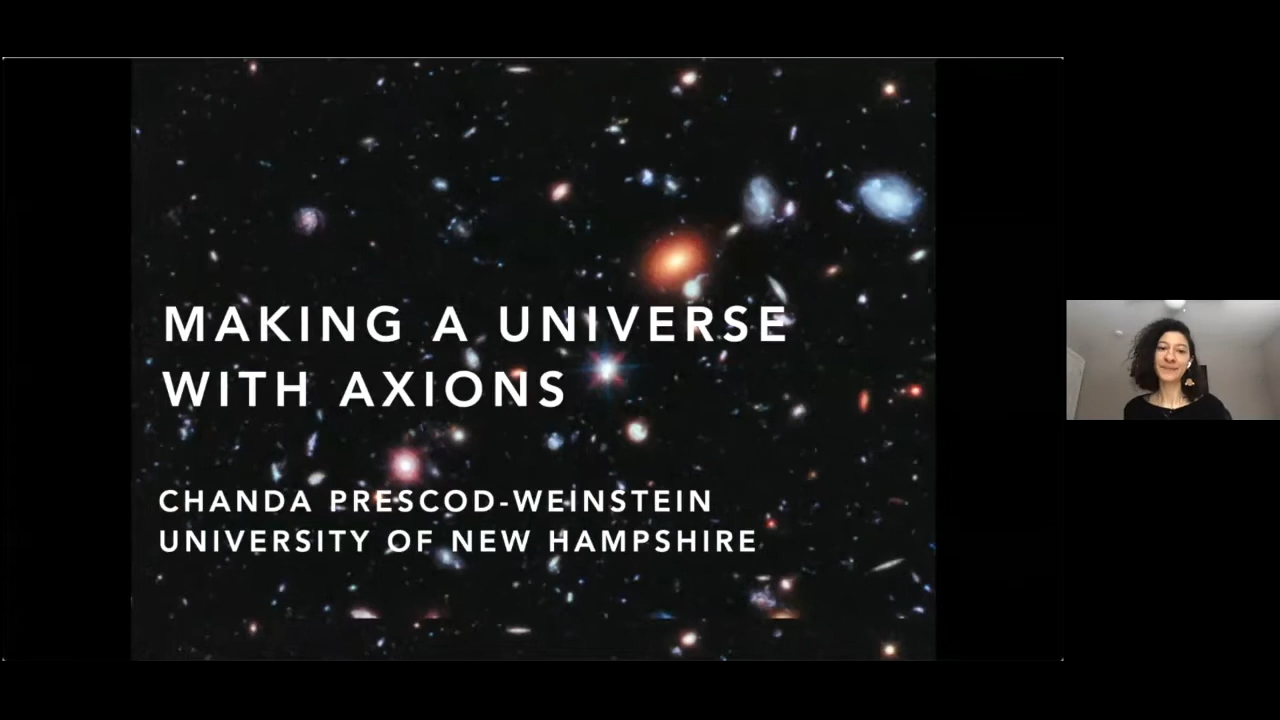 MAKING A UNIVERSE
WITH AXIONS
CHANDA PRESCOD-WEINSTEIN
UNIVERSITY OF NEW HAMPSHIRE